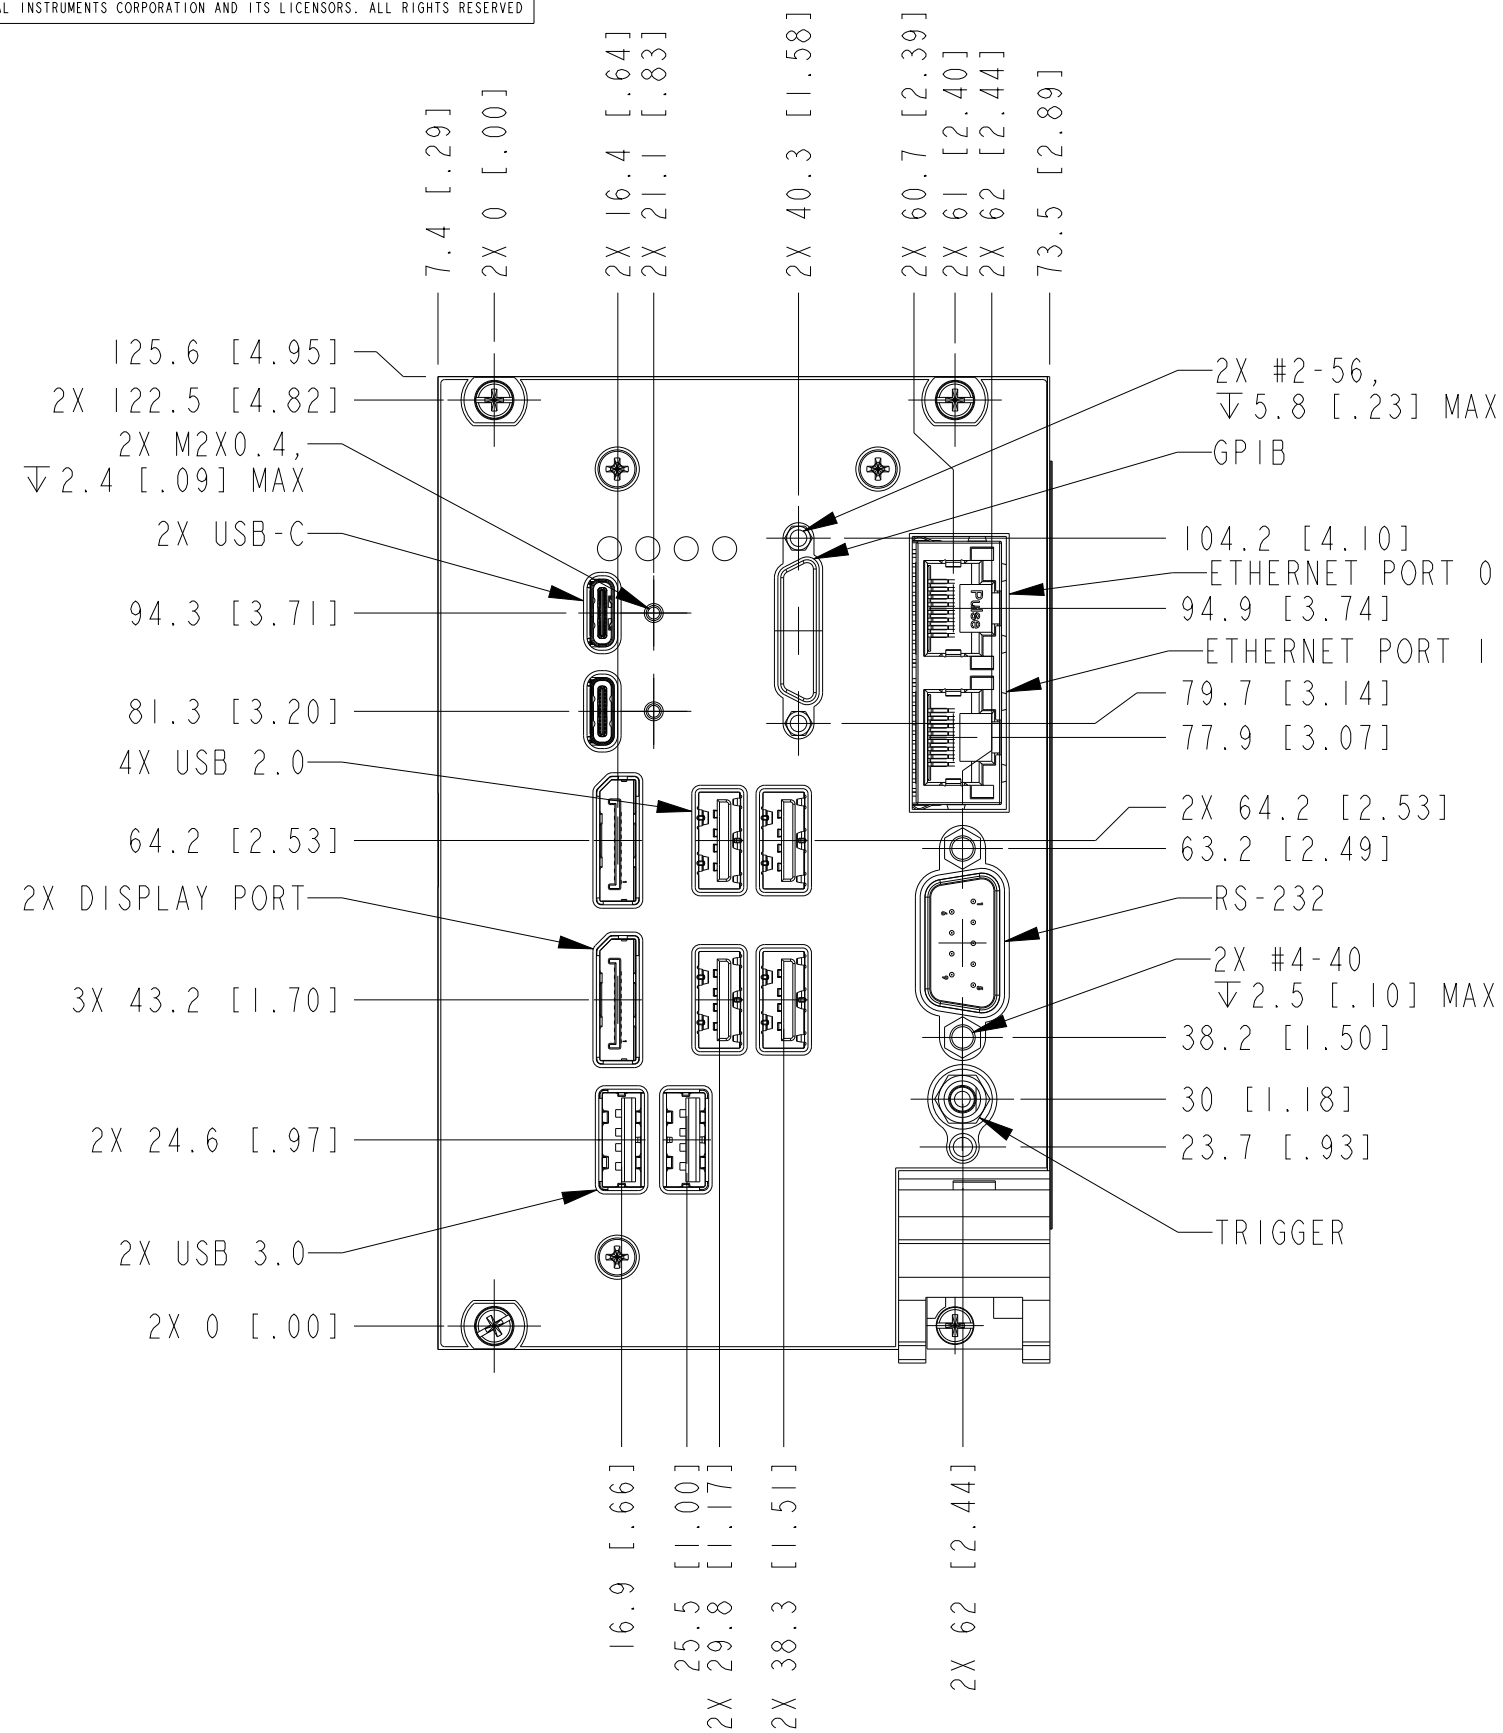 AL INSTRUMENTS CORPORATION AND ITS LICENSORS. ALL RIGHTS RESERVED
7.4 [.29]
2X 0 [.00]
2X 16.4 [.64]
2X 21.1 [.83]
2X 40.3 [1.58]
2X 60.7 [2.39]
2X 61 [2.40]
2X 62 [2.44]
73.5 [2.89]
125.6 [4.95]
2X 122.5 [4.82]
2X M2X0.4,
↧2.4 [.09] MAX
2X USB-C
94.3 [3.71]
81.3 [3.20]
4X USB 2.0
64.2 [2.53]
2X DISPLAY PORT
3X 43.2 [1.70]
2X 24.6 [.97]
2X USB 3.0
2X 0 [.00]
2X #2-56,
↧5.8 [.23] MAX
GPIB
104.2 [4.10]
ETHERNET PORT 0
94.9 [3.74]
ETHERNET PORT 1
79.7 [3.14]
77.9 [3.07]
2X 64.2 [2.53]
63.2 [2.49]
RS-232
2X #4-40
↧2.5 [.10] MAX
38.2 [1.50]
30 [1.18]
23.7 [.93]
TRIGGER
Pulse
16.9 [.66]
25.5 [1.00]
2X 29.8 [1.17]
2X 38.3 [1.51]
2X 62 [2.44]